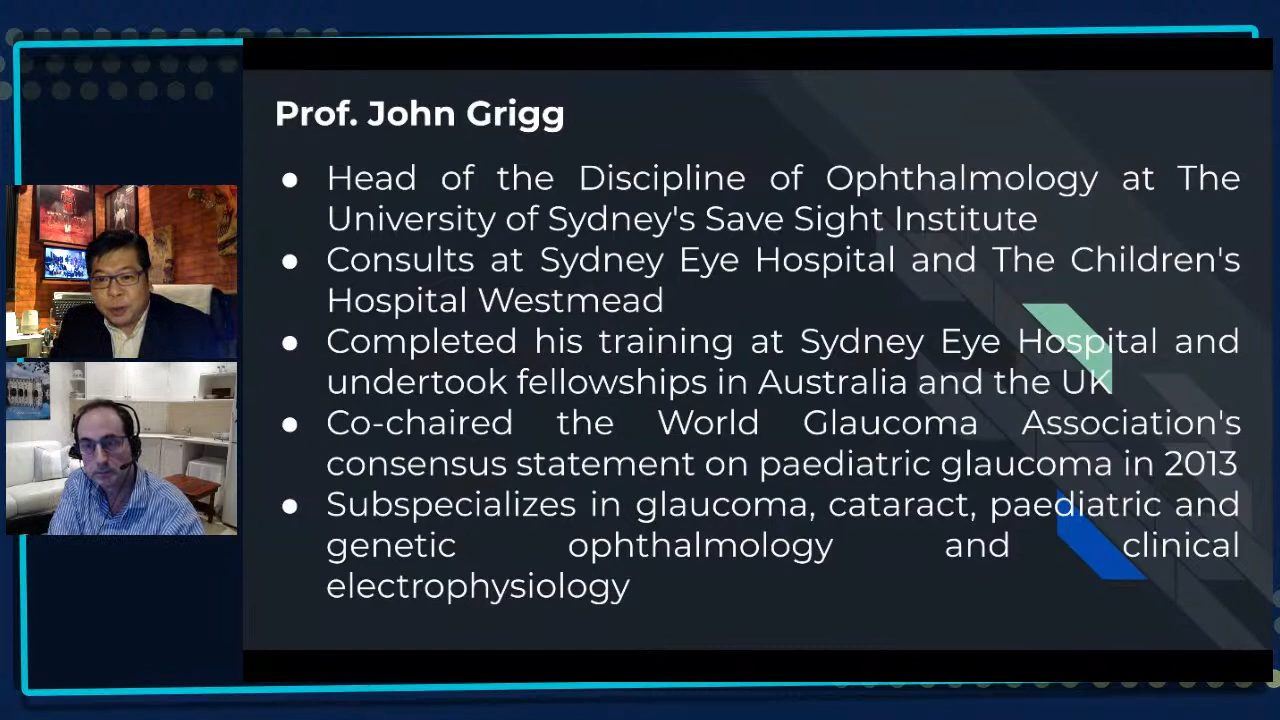 Prof. John Grigg
● Head of the Discipline of Ophthalmology at The
University of Sydney's Save Sight Institute
● Consults at Sydney Eye Hospital and The Children's
Hospital Westmead
● Completed his training at Sydney Eye Hospital and
undertook fellowships in Australia and the UK
● Co-chaired the World Glaucoma Association's
consensus statement on paediatric glaucoma in 2013
● Subspecializes in glaucoma, cataract, paediatric and
genetic ophthalmology and clinical
electrophysiology